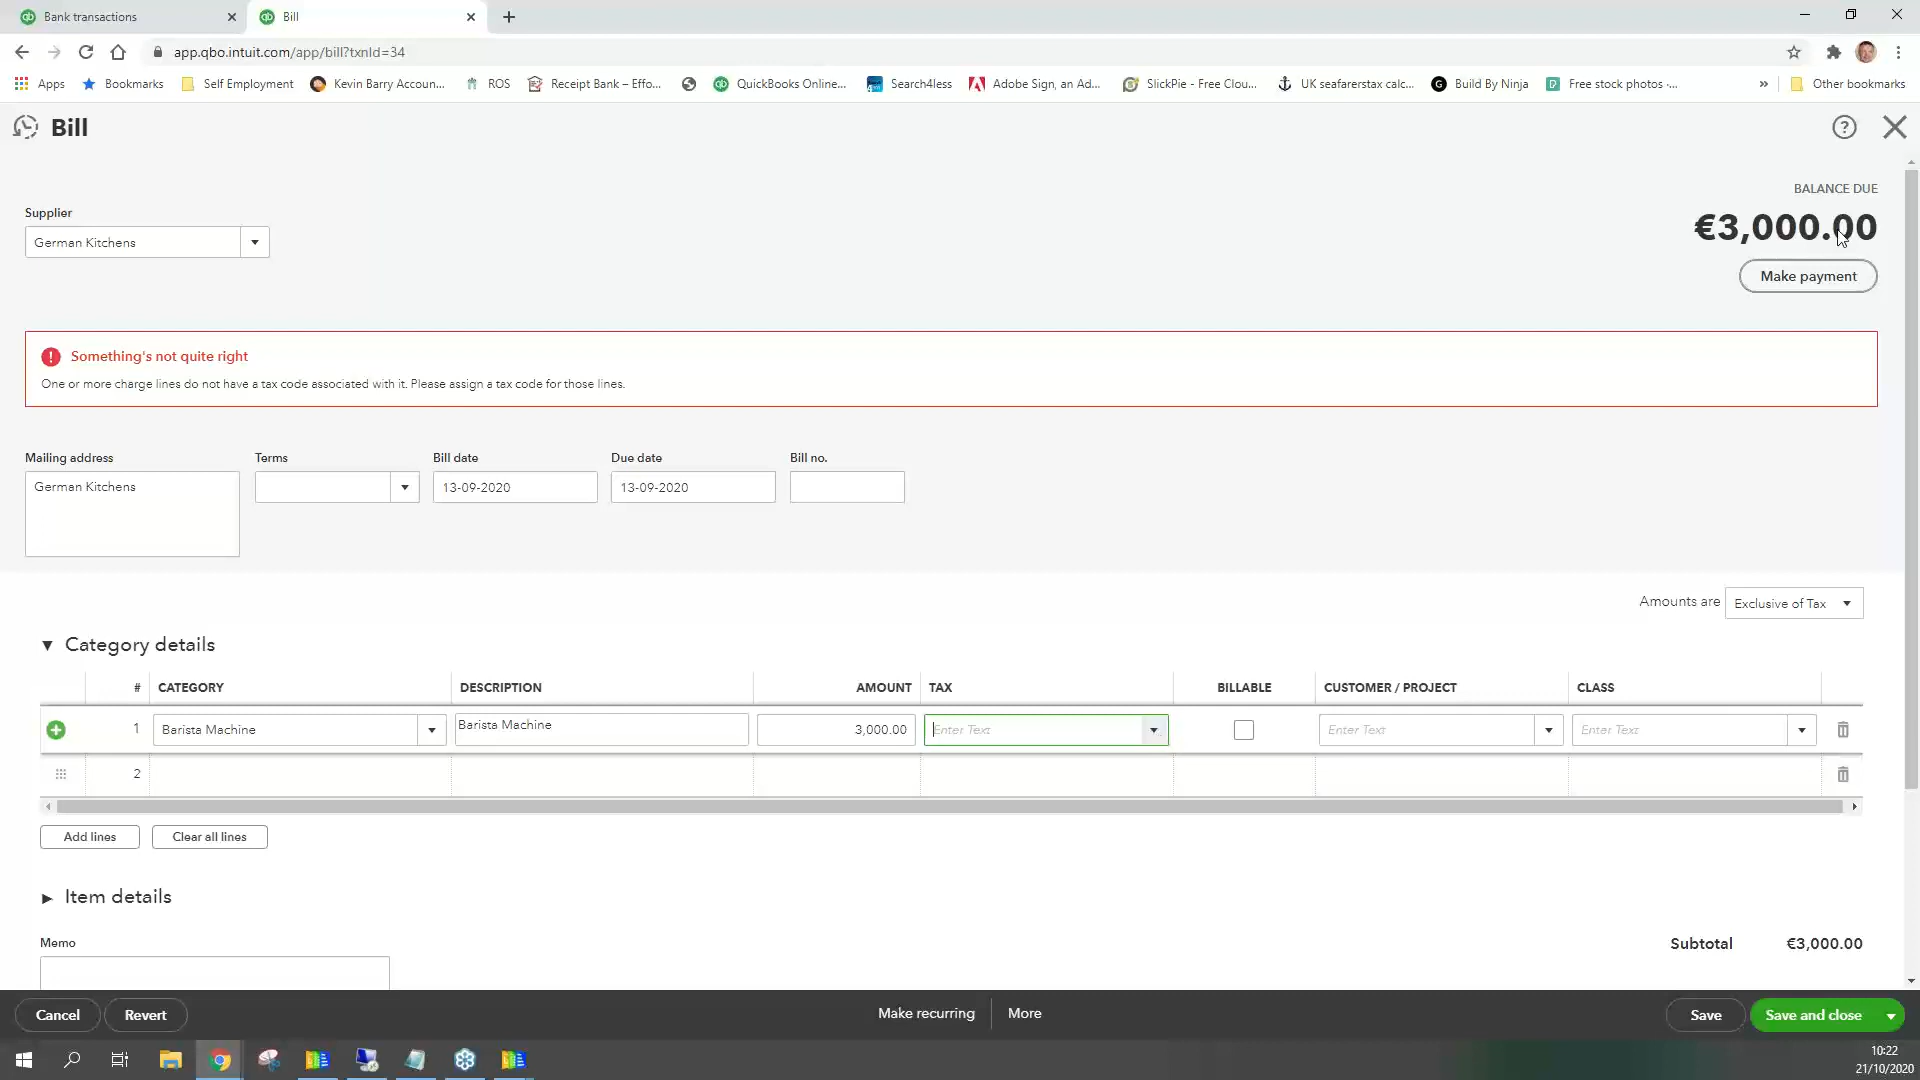 Bank transactions
Bill
app.qbo.intuit.com/app/bill?txnId=34
Apps
Bookmarks
Self Employment
Kevin Barry Accoun...
ROS
Receipt Bank – Effo...
QuickBooks Online...
Search4less
Adobe Sign, an Ad...
SlickPie - Free Clou...
UK seafarerstax calc...
Build By Ninja
Free stock photos ·...
»
Other bookmarks
Bill
BALANCE DUE
Supplier
€3,000.00
German Kitchens
Make payment
Something's not quite right
One or more charge lines do not have a tax code associated with it. Please assign a tax code for those lines.
Mailing address
Terms
Bill date
Due date
Bill no.
German Kitchens
13-09-2020
13-09-2020
Amounts are
Exclusive of Tax
Category details
# CATEGORY DESCRIPTION AMOUNT TAX BILLABLE CUSTOMER / PROJECT CLASS
1 Barista Machine Barista Machine 3,000.00 Enter Text Enter Text Enter Text
2
Add lines
Clear all lines
Item details
Memo
Subtotal €3,000.00
Cancel
Revert
Make recurring
More
Save
Save and close
10:22
21/10/2020